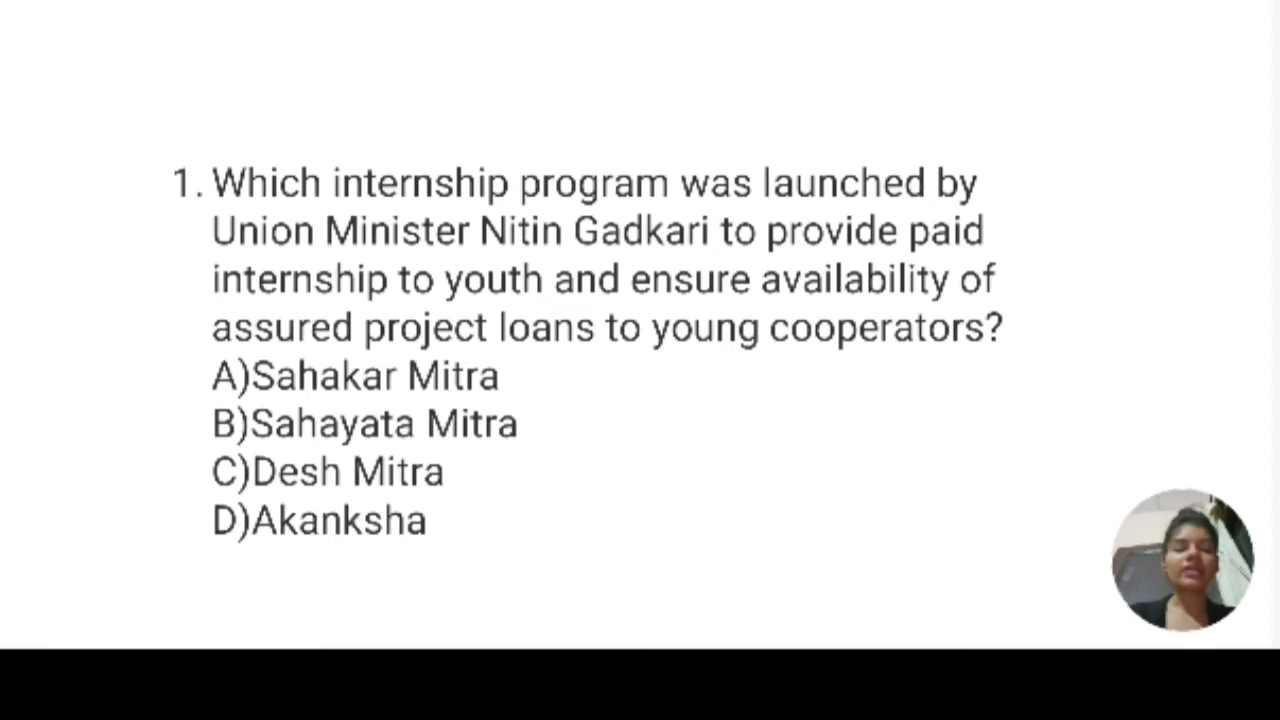 1. Which internship program was launched by
Union Minister Nitin Gadkari to provide paid
internship to youth and ensure availability of
assured project loans to young cooperators?
A)Sahakar Mitra
B)Sahayata Mitra
C)Desh Mitra
D)Akanksha